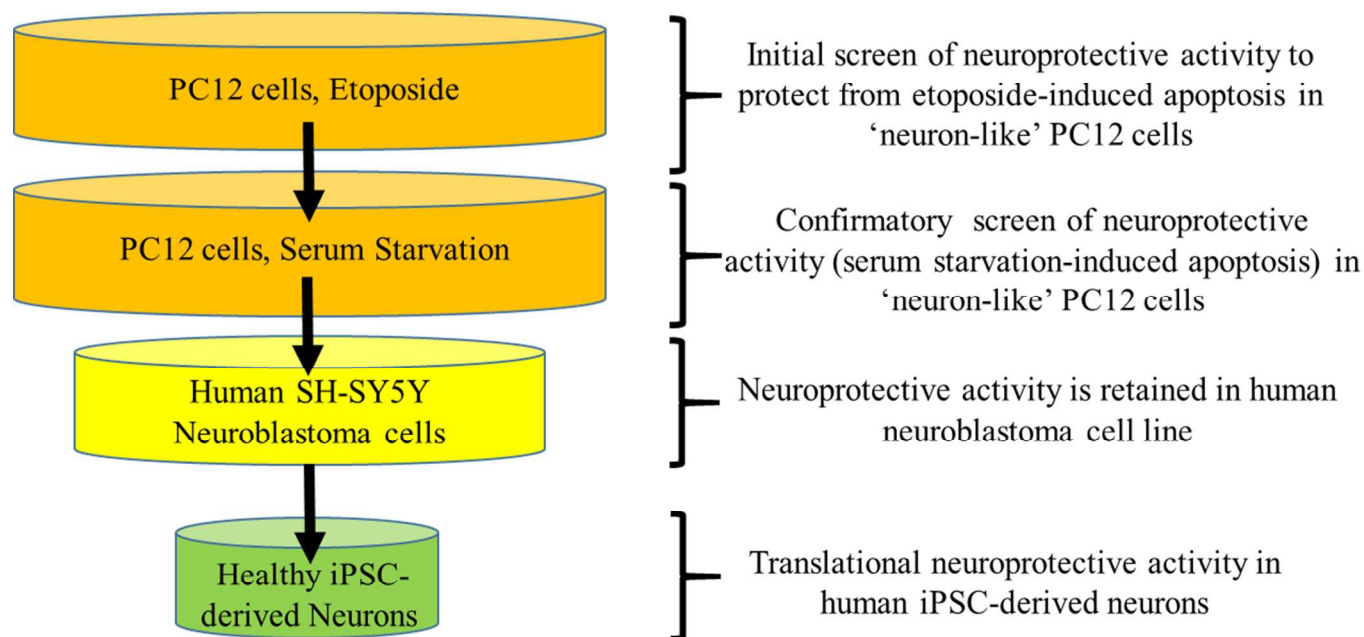 PC12 cells, Etoposide
Initial screen of neuroprotective activity to
protect from etoposide-induced apoptosis in
‘neuron-like’ PC12 cells
PC12 cells, Serum Starvation
Confirmatory screen of neuroprotective
activity (serum starvation-induced apoptosis) in
‘neuron-like’ PC12 cells
Human SH-SY5Y
Neuroblastoma cells
Neuroprotective activity is retained in human
neuroblastoma cell line
Healthy iPSC-
derived Neurons
Translational neuroprotective activity in
human iPSC-derived neurons